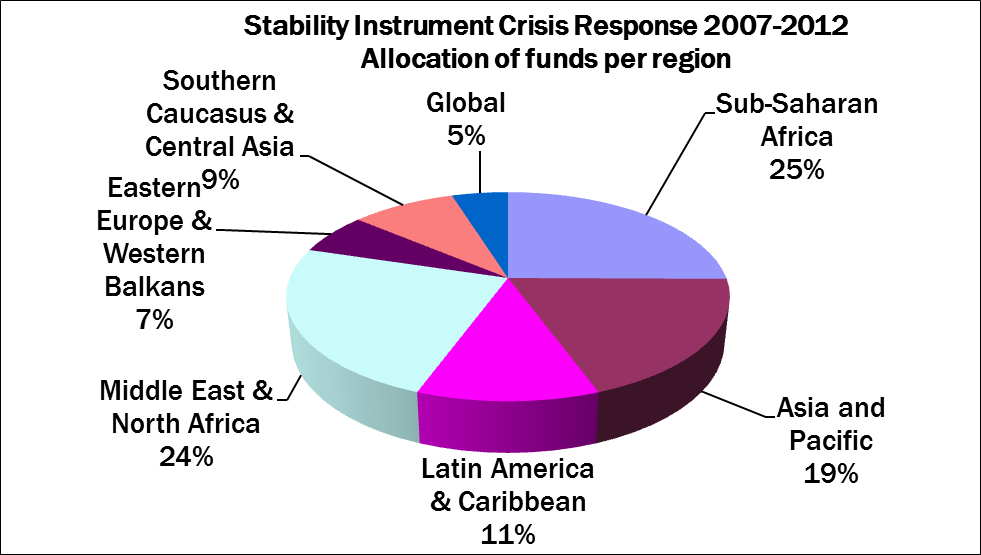 Stability Instrument Crisis Response 2007-2012
Allocation of funds per region
Southern
Caucasus &
Central Asia
9%
Global
5%
Sub-Saharan
Africa
25%
Eastern
Europe &
Western
Balkans
7%
Middle East &
North Africa
24%
Asia and
Pacific
19%
Latin America
& Caribbean
11%